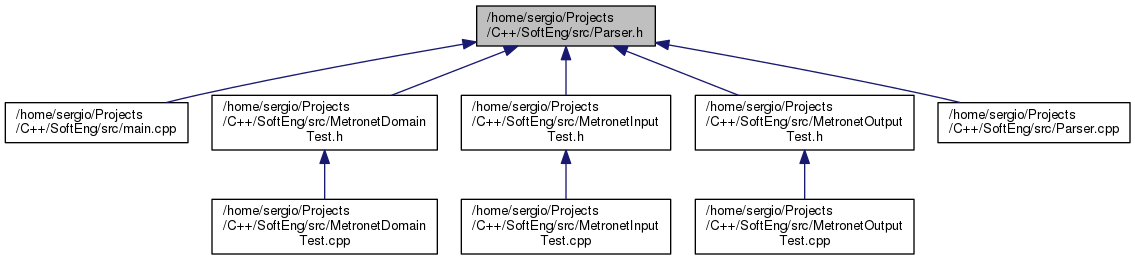 /home/sergio/Projects
/C++/SoftEng/src/Parser.h
/home/sergio/Projects
/C++/SoftEng/src/main.cpp
/home/sergio/Projects
/C++/SoftEng/src/MetronetDomain
Test.h
/home/sergio/Projects
/C++/SoftEng/src/MetronetInput
Test.h
/home/sergio/Projects
/C++/SoftEng/src/MetronetOutput
Test.h
/home/sergio/Projects
/C++/SoftEng/src/Parser.cpp
/home/sergio/Projects
/C++/SoftEng/src/MetronetDomain
Test.cpp
/home/sergio/Projects
/C++/SoftEng/src/MetronetInput
Test.cpp
/home/sergio/Projects
/C++/SoftEng/src/MetronetOutput
Test.cpp